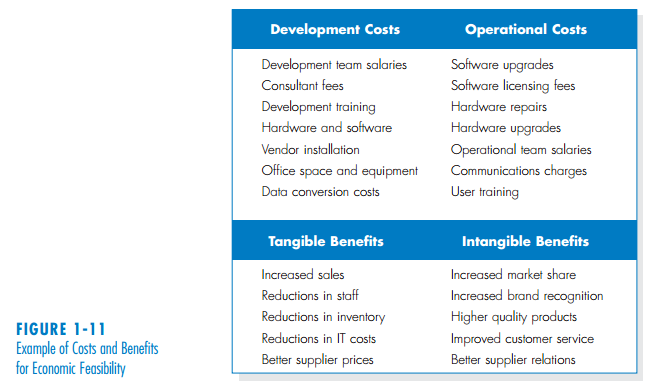 Development Costs
Operational Costs
Development team salaries
Software upgrades
Consultant fees
Software licensing fees
Development training
Hardware repairs
Hardware and software
Hardware upgrades
Vendor installation
Operational team salaries
Office space and equipment
Communications charges
Data conversion costs
User training
Tangible Benefits
Intangible Benefits
Increased sales
Increased market share
Reductions in staff
Increased brand recognition
Reductions in inventory
Higher quality products
Reductions in IT costs
Improved customer service
Better supplier prices
Better supplier relations
FIGURE 1-11
Example of Costs and Benefits
for Economic Feasibility